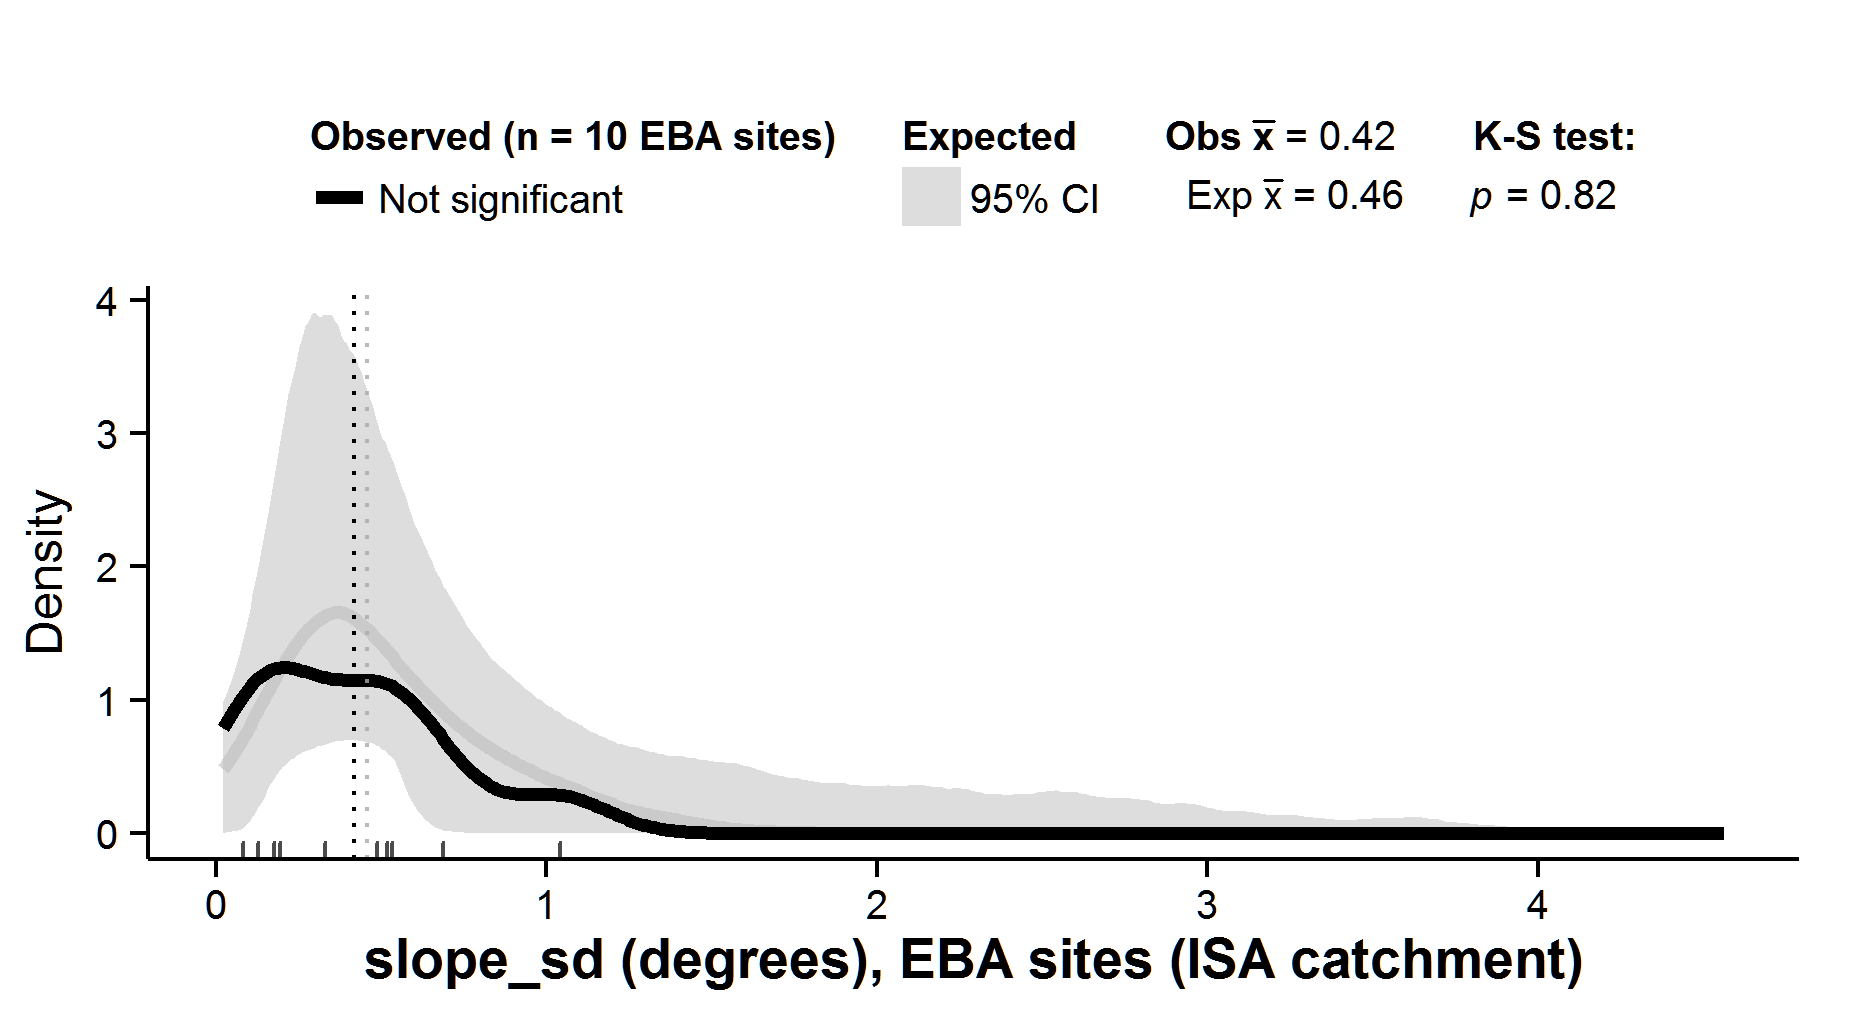 Observed (n = 10 EBA sites) Expected Obs x̅ = 0.42 K-S test:
Not significant 95% CI Exp x̅ = 0.46 p = 0.82
4
3
2
1
0
Density
0 1 2 3 4
slope_sd (degrees), EBA sites (ISA catchment)